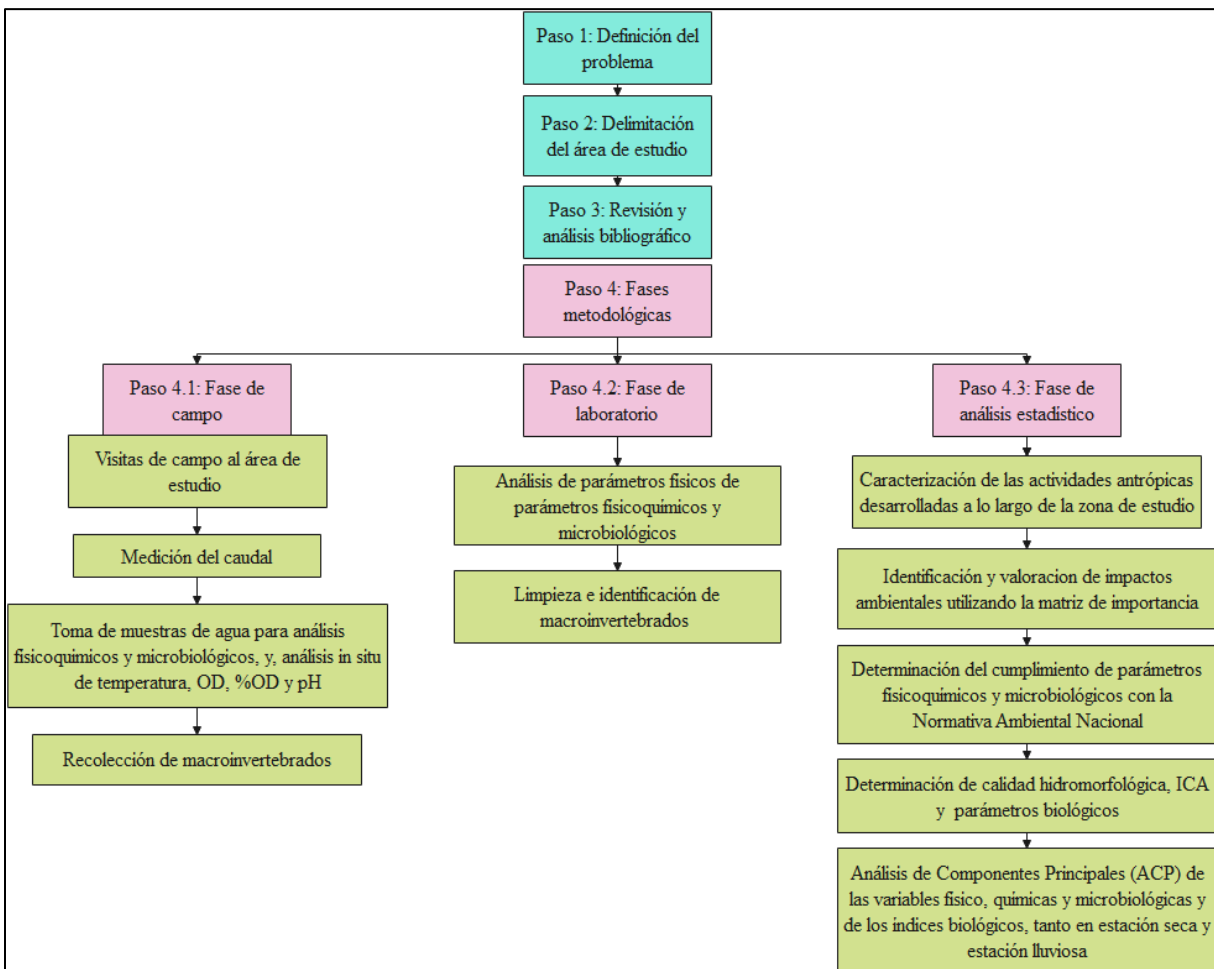 Paso 1: Definición del
problema
Paso 2: Delimitación
del área de estudio
Paso 3: Revisión y
análisis bibliográfico
Paso 4: Fases
metodológicas
Paso 4.1: Fase de
campo
Visitas de campo al área de
estudio
Medición del caudal
Toma de muestras de agua para análisis
fisicoquimicos y microbiológicos, y, análisis in situ
de temperatura, OD, %OD y pH
Recolección de macroinvertebrados
Paso 4.2: Fase de
laboratorio
Análisis de parámetros físicos de
parámetros fisicoquímicos y
microbiológicos
Limpieza e identificación de
macroinvertebrados
Paso 4.3: Fase de
análisis estadístico
Caracterización de las actividades antrópicas
desarrolladas a lo largo de la zona de estudio
Identificación y valoracion de impactos
ambientales utilizando la matriz de importancia
Determinación del cumplimiento de parámetros
fisicoquímicos y microbiológicos con la
Normativa Ambiental Nacional
Determinación de calidad hidromorfológica, ICA
y parámetros biológicos
Análisis de Componentes Principales (ACP) de
las variables físico, químicas y microbiológicas y
de los índices biológicos, tanto en estación seca y
estación lluviosa